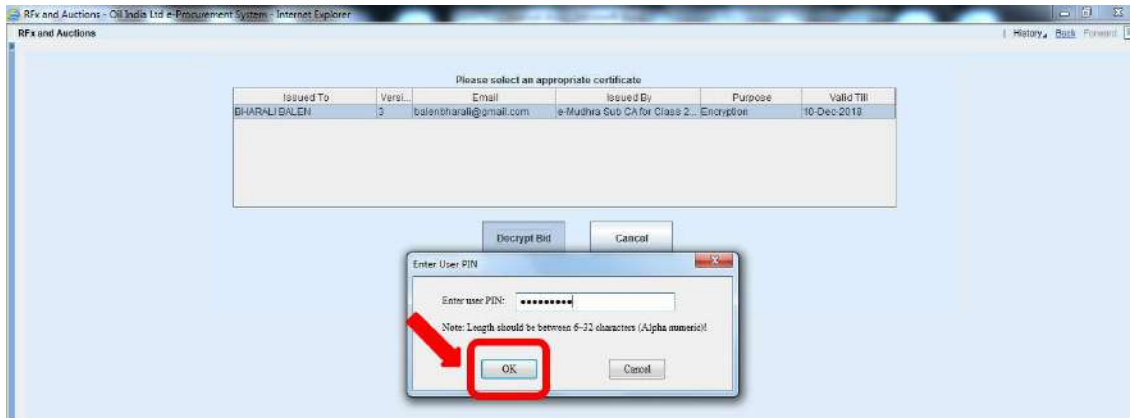 RFx and Auctions - Oil India Ltd e-Procurement System - Internet Explorer
RFx and Auctions
History Back Forward
Please select an appropriate certificate
Issued To Versi... Email Issued By Purpose Valid Till
BHARALI BALEN 3 balenbharali@gmail.com e-Mudhra Sub CA for Class 2... Encryption 10-Dec-2018
Decrypt Bid Cancel
Enter User PIN
Enter user PIN: •••••••••
Note: Length should be between 6-32 characters (Alpha numeric)!
OK Cancel